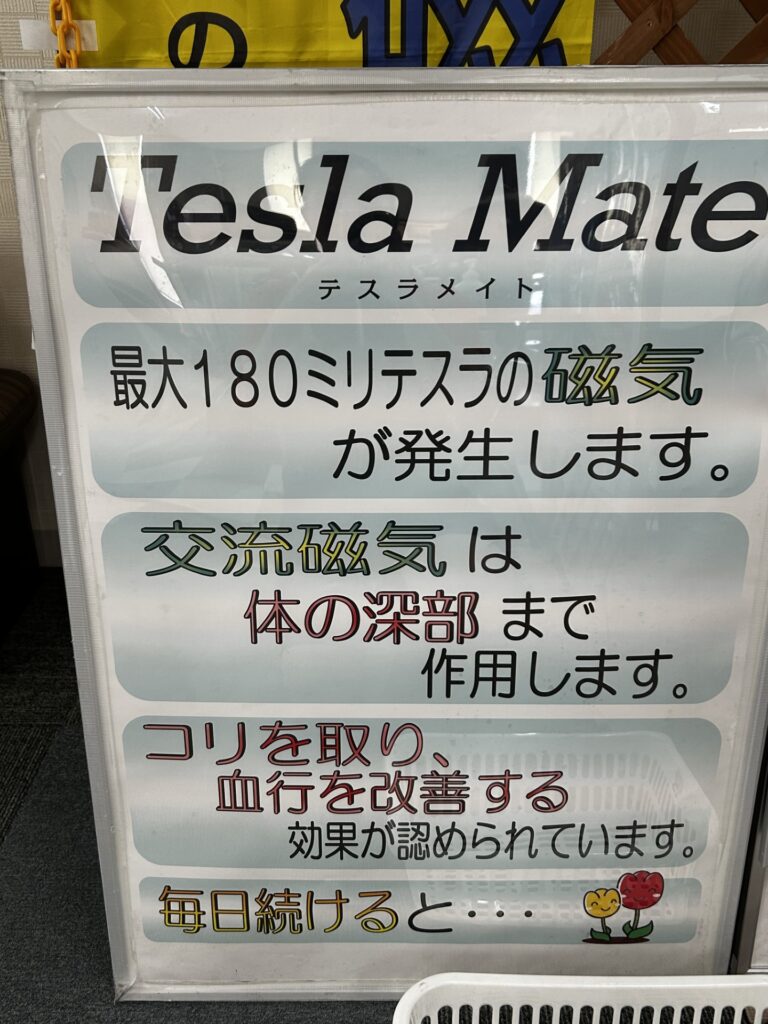 の
Tesla Mate
テスラメイト
最大180ミリテスラの磁気
が発生します。
交流磁気は
体の深部まで
作用します。
コリを取り、
血行を改善する
効果が認められています。
毎日続けると・・・